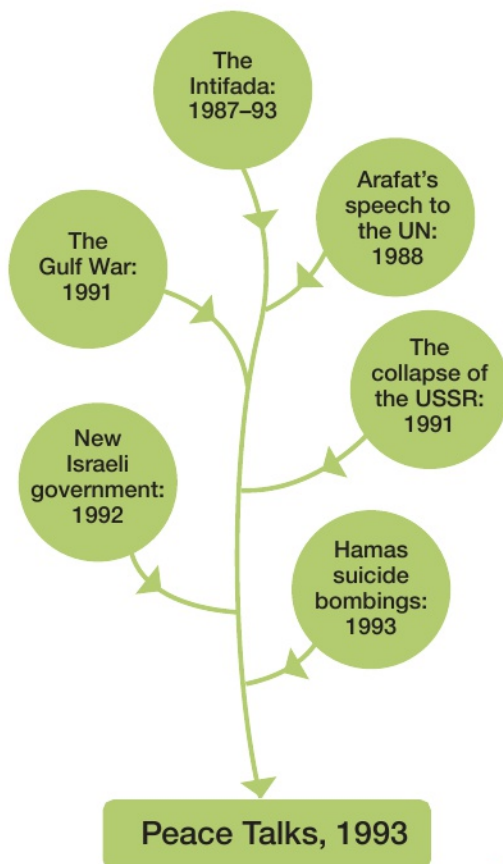 The
Intifada:
1987–93
Arafat's
speech to
the UN:
1988
The
Gulf War:
1991
The
collapse of
the USSR:
1991
New
Israeli
government:
1992
Hamas
suicide
bombings:
1993
Peace Talks, 1993